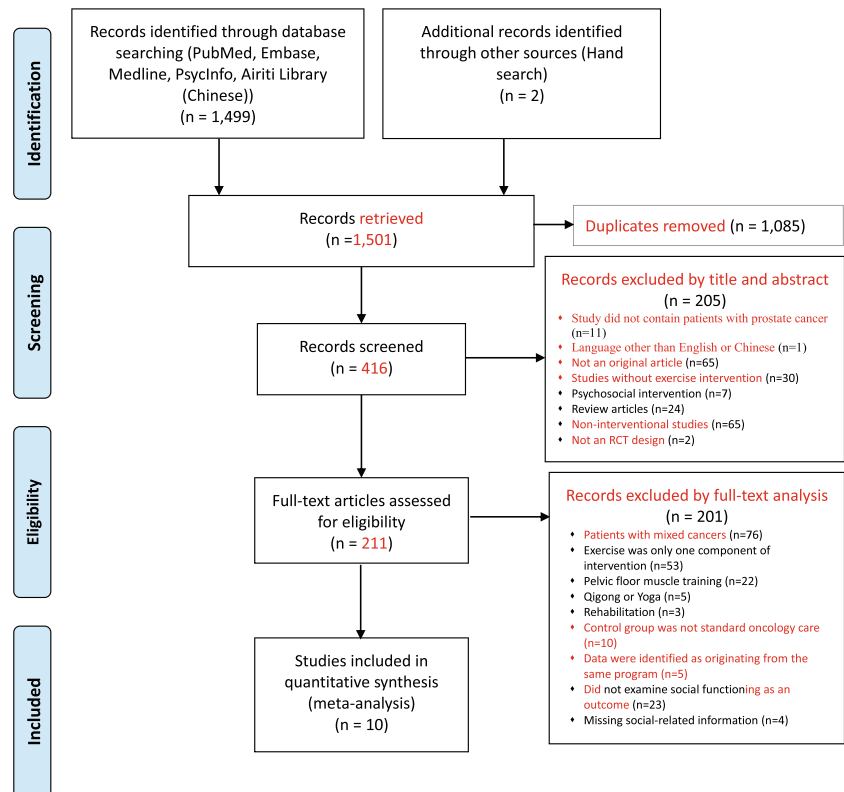 Identification
Records identified through database
searching (PubMed, Embase,
Medline, PsycInfo, Airiti Library
(Chinese))
(n = 1,499)
Additional records identified
through other sources (Hand
search)
(n = 2)
Records retrieved
(n =1,501)
Duplicates removed (n = 1,085)
Screening
Records screened
(n = 416)
Records excluded by title and abstract
(n = 205)
⬧ Study did not contain patients with prostate cancer
(n=11)
⬧ Language other than English or Chinese (n=1)
⬧ Not an original article (n=65)
⬧ Studies without exercise intervention (n=30)
⬧ Psychosocial intervention (n=7)
⬧ Review articles (n=24)
⬧ Non-interventional studies (n=65)
⬧ Not an RCT design (n=2)
Eligibility
Full-text articles assessed
for eligibility
(n = 211)
Records excluded by full-text analysis
(n = 201)
⬧ Patients with mixed cancers (n=76)
⬧ Exercise was only one component of
intervention (n=53)
⬧ Pelvic floor muscle training (n=22)
⬧ Qigong or Yoga (n=5)
⬧ Rehabilitation (n=3)
⬧ Control group was not standard oncology care
(n=10)
⬧ Data were identified as originating from the
same program (n=5)
⬧ Did not examine social functioning as an
outcome (n=23)
⬧ Missing social-related information (n=4)
Included
Studies included in
quantitative synthesis
(meta-analysis)
(n = 10)